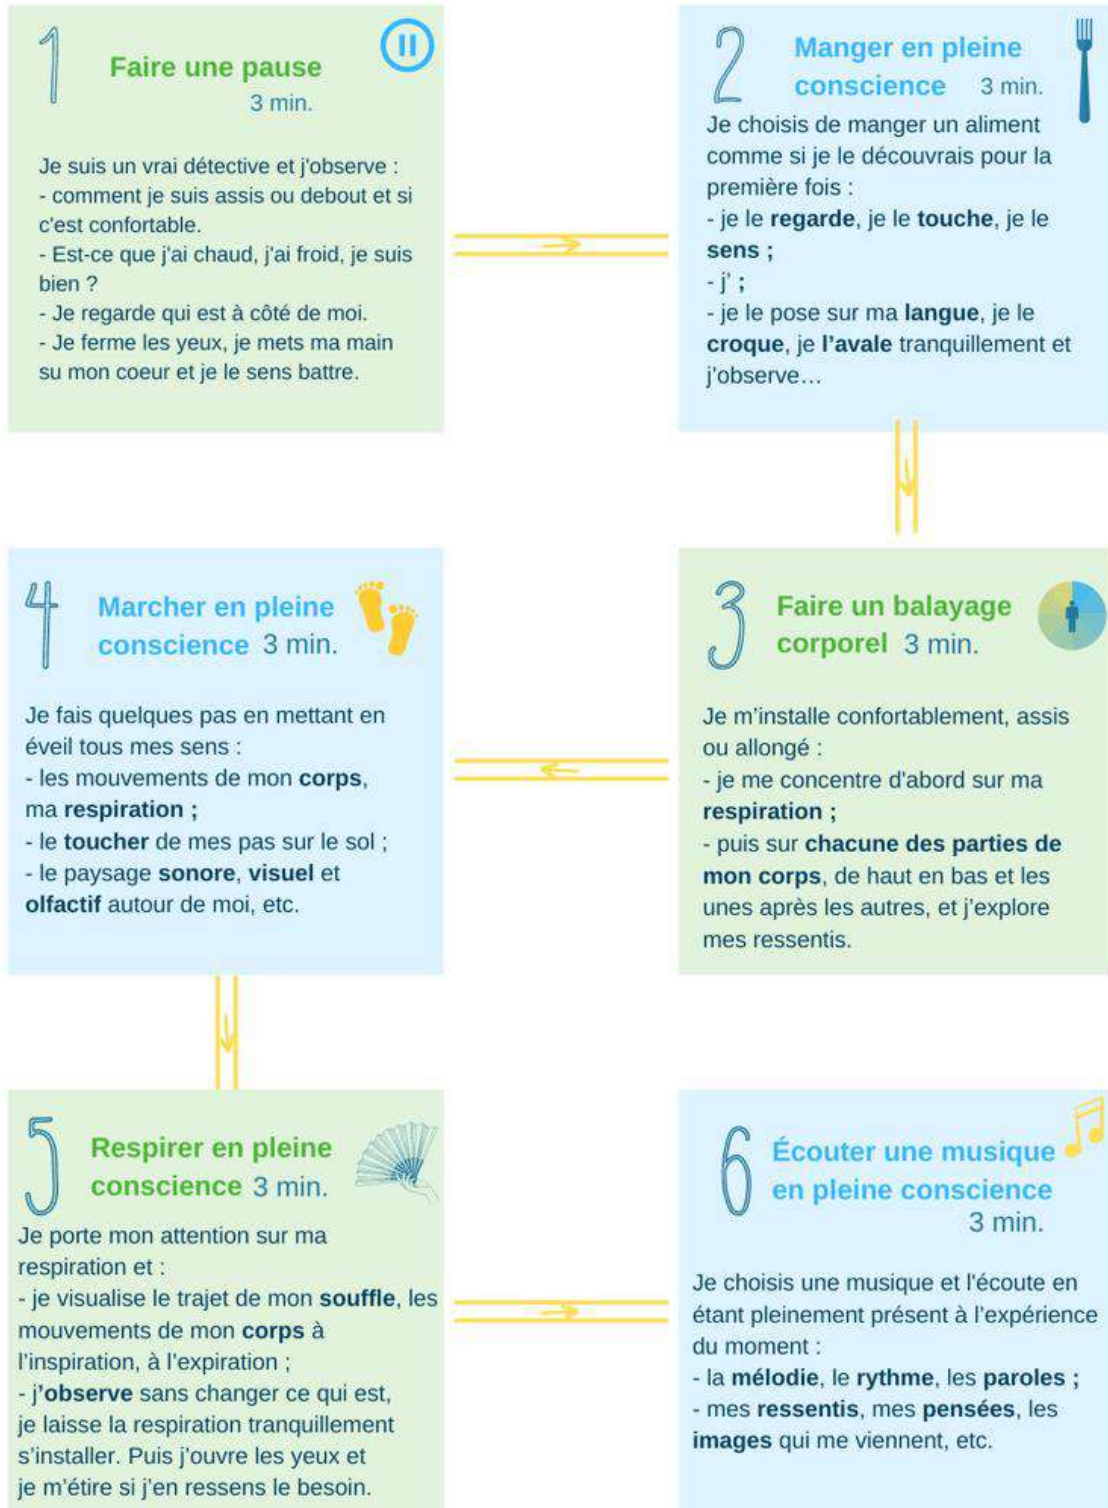 1
Faire une pause
3 min.
Je suis un vrai détective et j'observe :
- comment je suis assis ou debout et si
c'est confortable.
- Est-ce que j'ai chaud, j'ai froid, je suis
bien ?
- Je regarde qui est à côté de moi.
- Je ferme les yeux, je mets ma main
su mon coeur et je le sens battre.
2
Manger en pleine
conscience 3 min.
Je choisis de manger un aliment
comme si je le découvrais pour la
première fois :
- je le regarde, je le touche, je le
sens ;
- j' ;
- je le pose sur ma langue, je le
croque, je l’avale tranquillement et
j’observe…
3
Faire un balayage
corporel 3 min.
Je m’installe confortablement, assis
ou allongé :
- je me concentre d'abord sur ma
respiration ;
- puis sur chacune des parties de
mon corps, de haut en bas et les
unes après les autres, et j’explore
mes ressentis.
4
Marcher en pleine
conscience 3 min.
Je fais quelques pas en mettant en
éveil tous mes sens :
- les mouvements de mon corps,
ma respiration ;
- le toucher de mes pas sur le sol ;
- le paysage sonore, visuel et
olfactif autour de moi, etc.
5
Respirer en pleine
conscience 3 min.
Je porte mon attention sur ma
respiration et :
- je visualise le trajet de mon souffle, les
mouvements de mon corps à
l’inspiration, à l’expiration ;
- j’observe sans changer ce qui est,
je laisse la respiration tranquillement
s’installer. Puis j’ouvre les yeux et
je m’étire si j’en ressens le besoin.
6
Écouter une musique
en pleine conscience
3 min.
Je choisis une musique et l'écoute en
étant pleinement présent à l’expérience
du moment :
- la mélodie, le rythme, les paroles ;
- mes ressentis, mes pensées, les
images qui me viennent, etc.